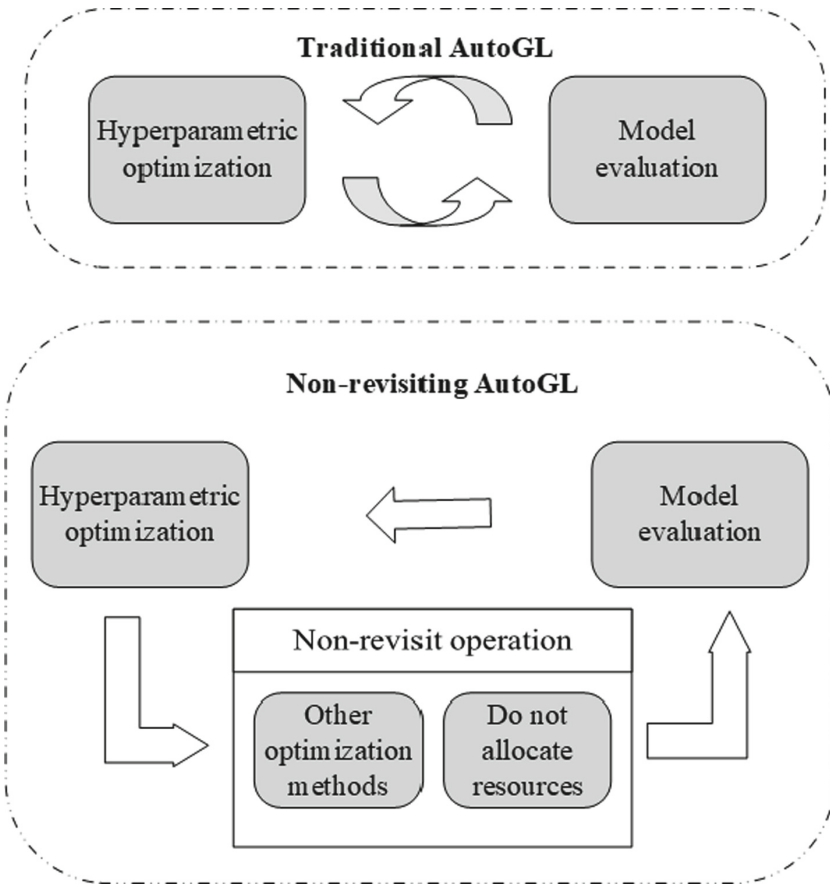 Traditional AutoGL
Hyperparametric
optimization
Model
evaluation
Non-revisiting AutoGL
Hyperparametric
optimization
Model
evaluation
Non-revisit operation
Other
optimization
methods
Do not
allocate
resources